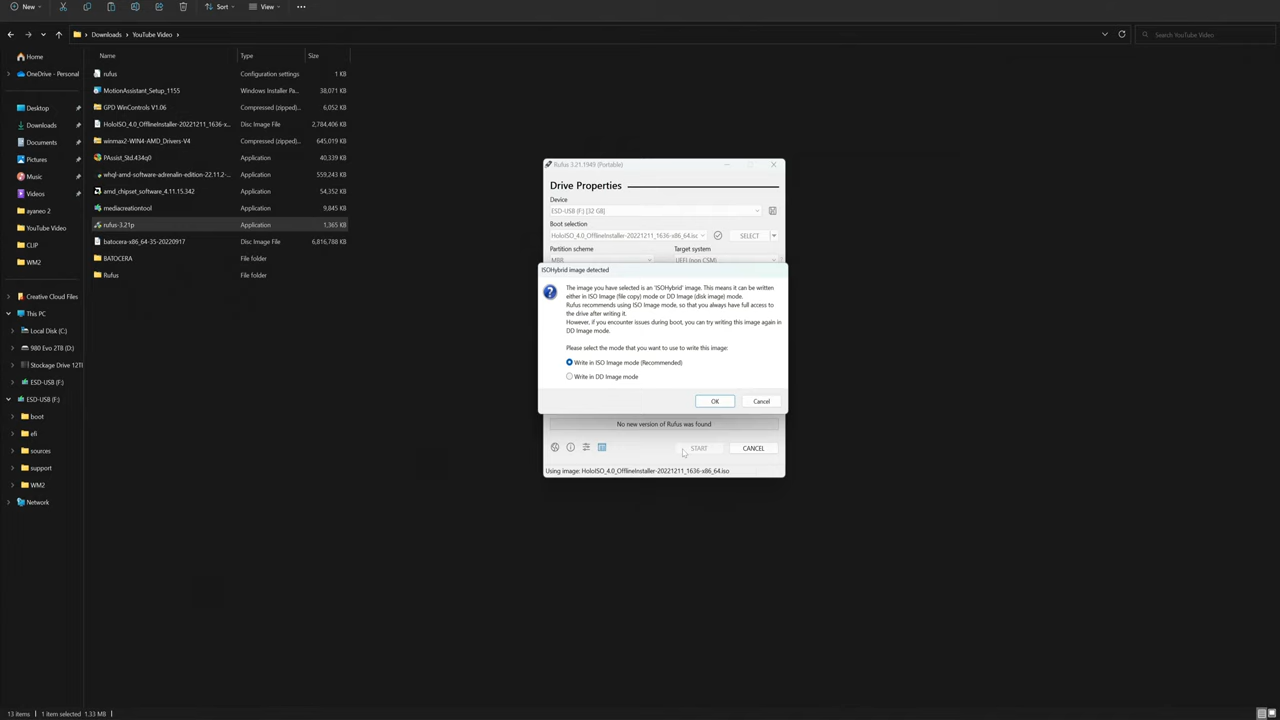 New
Sort
View
Downloads
YouTube Video
Search YouTube Video
Home
OneDrive - Personal
Desktop
Downloads
Documents
Pictures
Music
Videos
ayaneo 2
YouTube Video
CLIP
WM2
Creative Cloud Files
This PC
Local Disk (C:)
980 Evo 2TB (D:)
Stockage Drive 12TI
ESD-USB (F:)
ESD-USB (F:)
boot
efi
sources
support
WM2
Network
Name Type Size
rufus Configuration settings 1 KB
MotionAssistant_Setup_1155 Windows Installer Pa... 38,071 KB
GPD WinControls V1.06 Compressed (zipped)... 6,052 KB
HoloISO_4.0_OfflineInstaller-20221211_1636-x... Disc Image File 2,784,406 KB
winmax2-WIN4-AMD_Drivers-V4 Compressed (zipped)... 645,019 KB
PAssist_Std.434q0 Application 40,339 KB
whql-amd-software-adrenalin-edition-22.11.2-... Application 559,243 KB
amd_chipset_software_4.11.15.342 Application 54,352 KB
mediacreationtool Application 9,845 KB
rufus-3.21p Application 1,365 KB
batocera-x86_64-35-20220917 Disc Image File 6,816,788 KB
BATOCERA File folder
Rufus File folder
Rufus 3.21.1949 (Portable)
Drive Properties
Device
ESD-USB (F:) [32 GB]
Boot selection
HoloISO_4.0_OfflineInstaller-20221211_1636-x86_64.isc
SELECT
Partition scheme Target system
MBR UEFI (non CSM)
ISOHybrid image detected
The image you have selected is an 'ISOHybrid' image. This means it can be written
either in ISO Image (file copy) mode or DD Image (disk image) mode.
Rufus recommends using ISO Image mode, so that you always have full access to
the drive after writing it.
However, if you encounter issues during boot, you can try writing this image again in
DD Image mode.
Please select the mode that you want to use to write this image:
Write in ISO Image mode (Recommended)
Write in DD Image mode
OK Cancel
No new version of Rufus was found
START CANCEL
Using image: HoloISO_4.0_OfflineInstaller-20221211_1636-x86_64.iso
13 items 1 item selected 1.33 MB